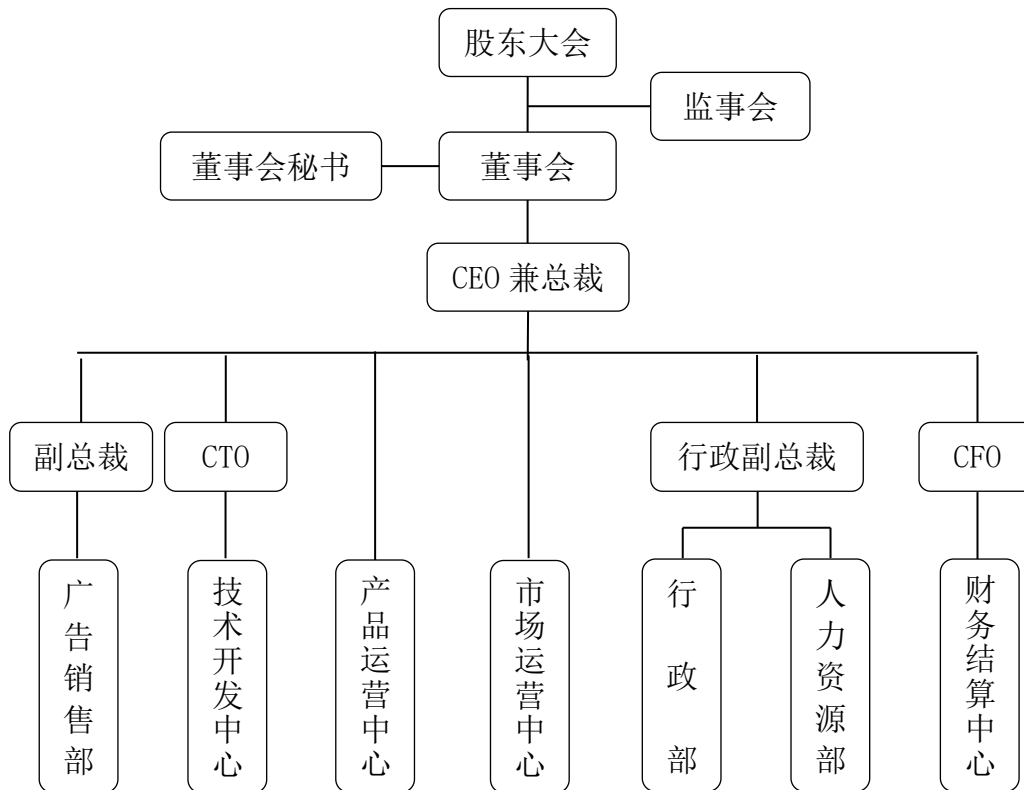 股东大会
监事会
董事会秘书
董事会
CEO 兼总裁
副总裁
CTO
行政副总裁
CFO
广告销售部
技术开发中心
产品运营中心
市场运营中心
行政部
人力资源部
财务结算中心